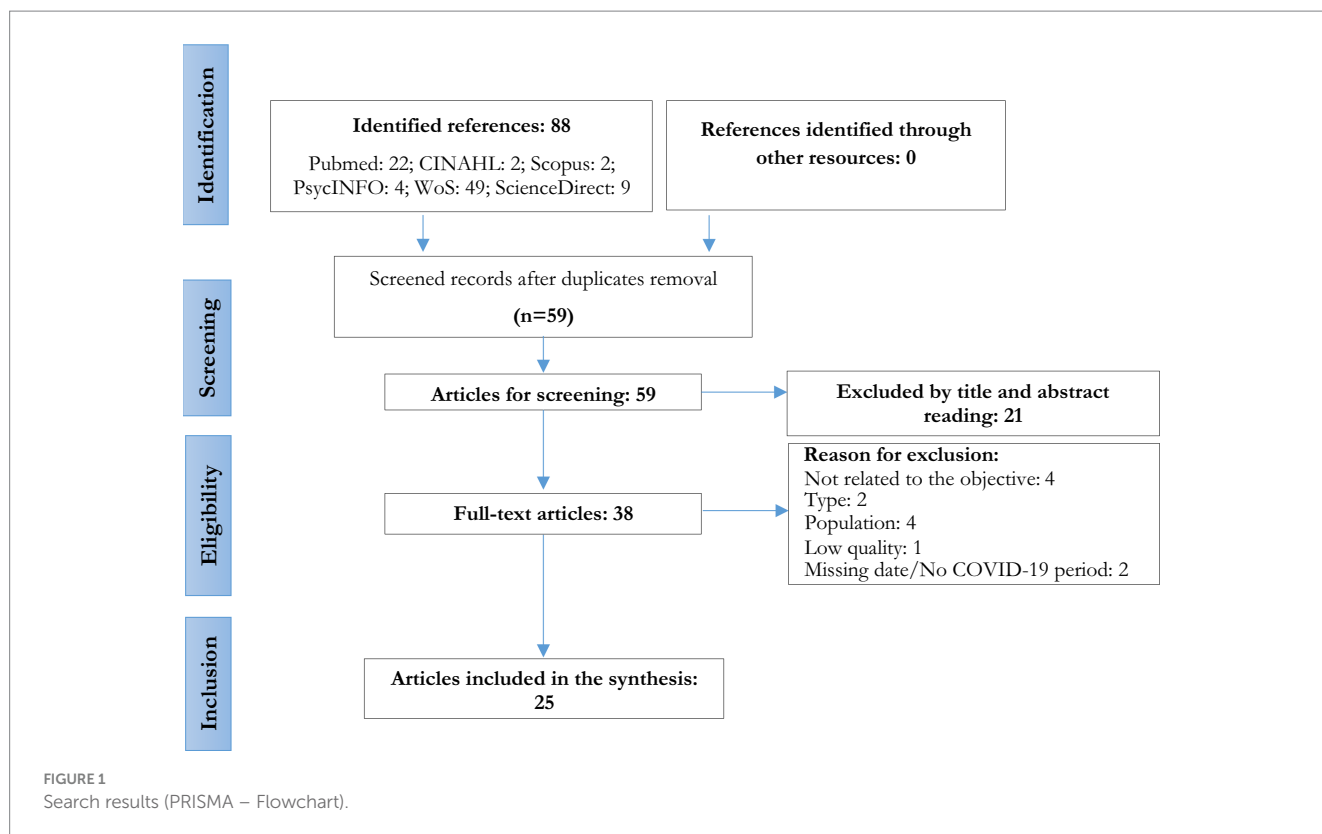 Identification
Identified references: 88
Pubmed: 22; CINAHL: 2; Scopus: 2;
PsycINFO: 4; WoS: 49; ScienceDirect: 9
References identified through
other resources: 0
Screening
Screened records after duplicates removal
(n=59)
Articles for screening: 59
Excluded by title and abstract
reading: 21
Eligibility
Full-text articles: 38
Reason for exclusion:
Not related to the objective: 4
Type: 2
Population: 4
Low quality: 1
Missing date/No COVID-19 period: 2
Inclusion
Articles included in the synthesis:
25
FIGURE 1
Search results (PRISMA – Flowchart).